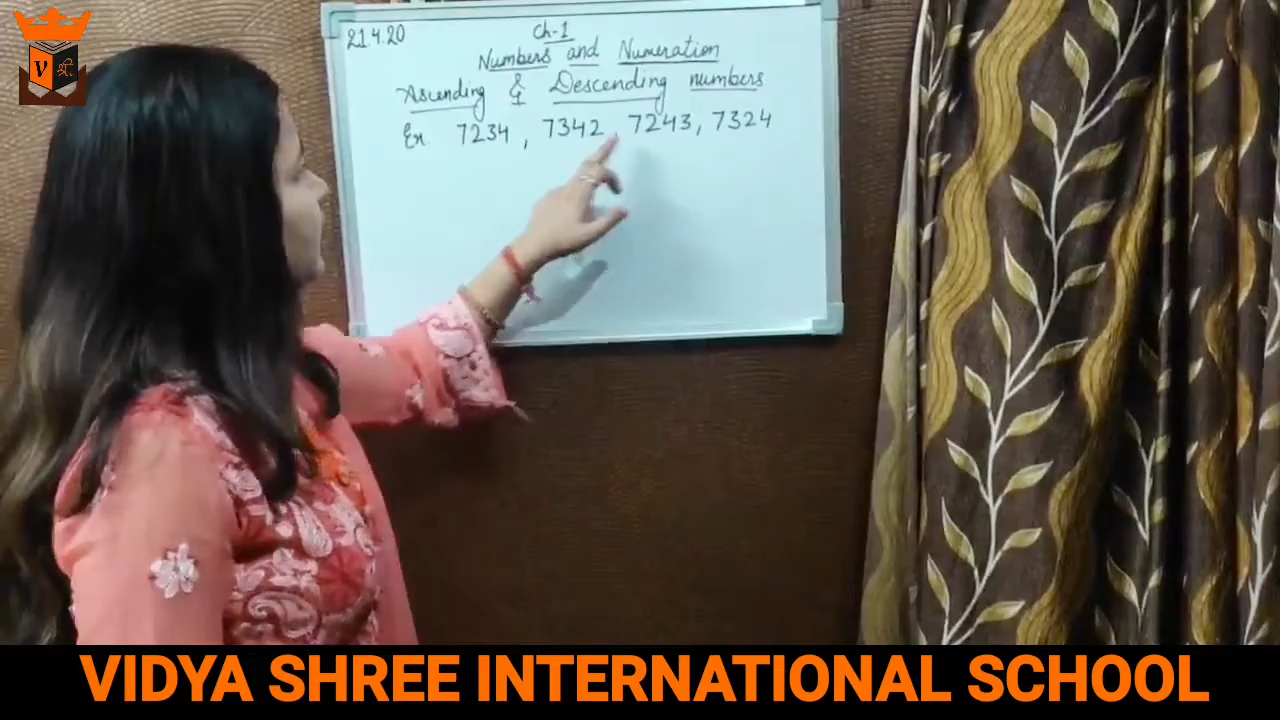 21.4.20
Ch-1
Numbers and Numeration
Ascending & Descending numbers
Ex. 7234, 7342, 7243, 7324
V श्री
VIDYA SHREE INTERNATIONAL SCHOOL